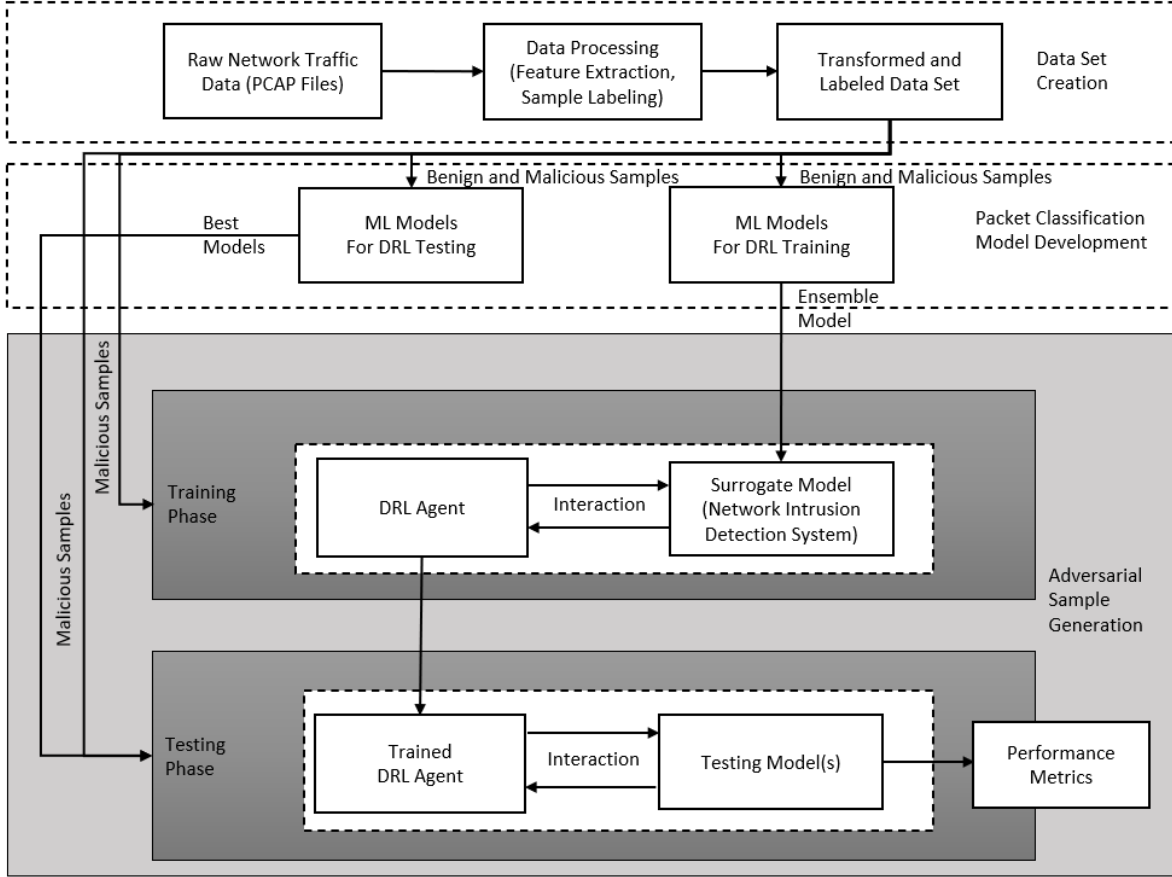 Raw Network Traffic
Data (PCAP Files)
Data Processing
(Feature Extraction,
Sample Labeling)
Transformed and
Labeled Data Set
Data Set
Creation
Benign and Malicious Samples
Benign and Malicious Samples
Best
Models
ML Models
For DRL Testing
ML Models
For DRL Training
Packet Classification
Model Development
Ensemble
Model
Malicious Samples
Malicious Samples
Training
Phase
DRL Agent
Interaction
Surrogate Model
(Network Intrusion
Detection System)
Adversarial
Sample
Generation
Testing
Phase
Trained
DRL Agent
Interaction
Testing Model(s)
Performance
Metrics